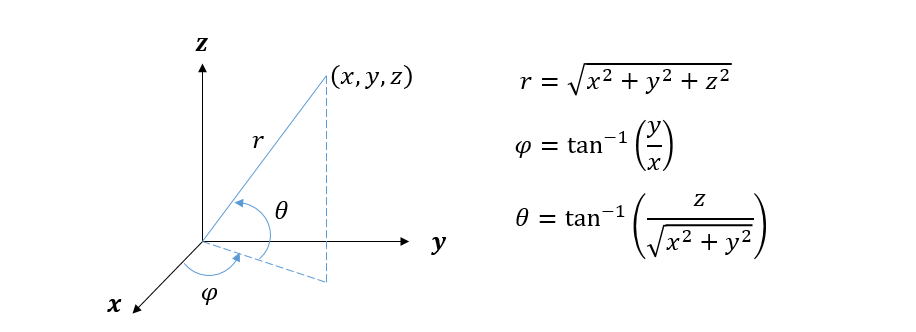 z
(x, y, z)
r
θ
y
φ
x
r = √(x² + y² + z²)
φ = tan⁻¹(y/x)
θ = tan⁻¹(z/√(x² + y²))